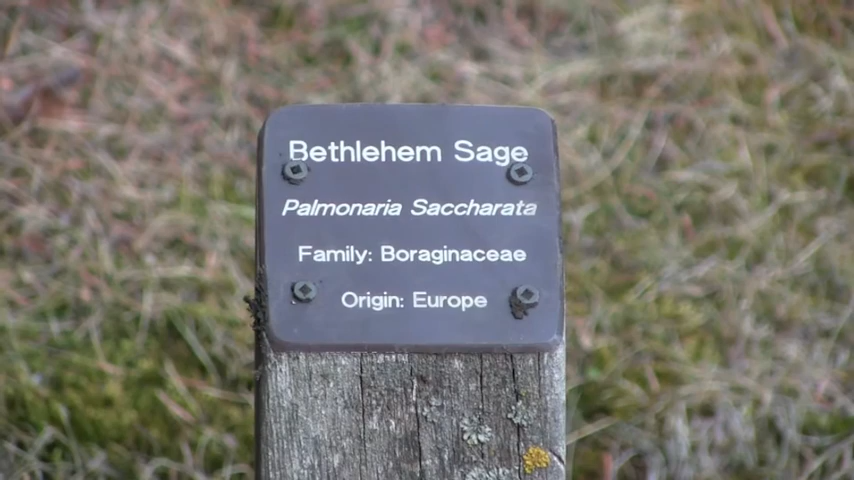 Bethlehem Sage
Palmonaria Saccharata
Family: Boraginaceae
Origin: Europe